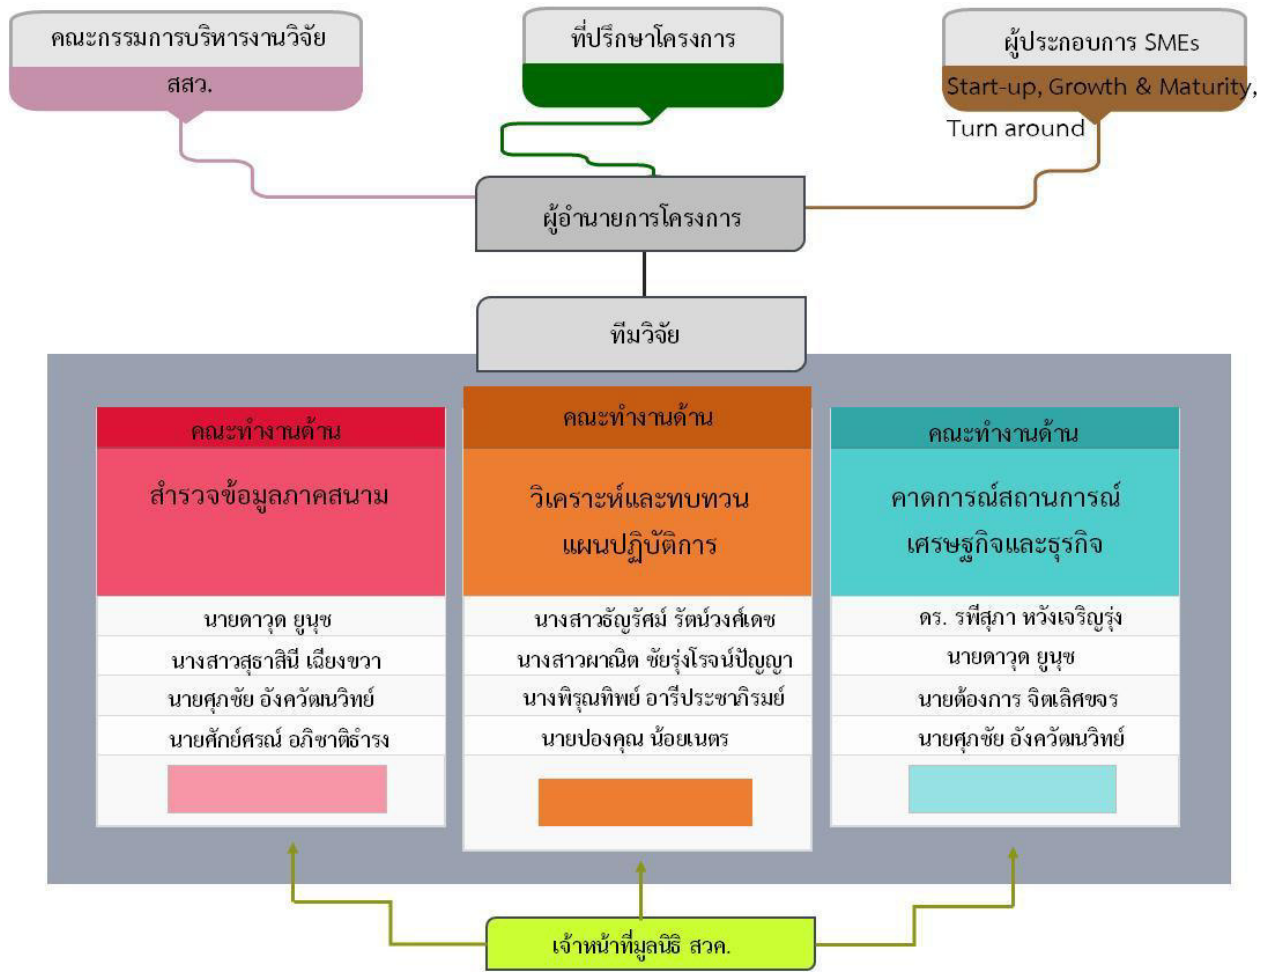 คณะกรรมการบริหารงานวิจัย
สสว.
ที่ปรึกษาโครงการ
ผู้ประกอบการ SMEs
Start-up, Growth & Maturity,
Turn around
ผู้อำนวยการโครงการ
ทีมวิจัย
คณะทำงานด้าน
สำรวจข้อมูลภาคสนาม
นายดาวุด ยูนุซ
นางสาวสุธาสินี เฉียงขวา
นายศุภชัย อังควัฒนวิทย์
นายศักย์ศรณ์ อภิชาติธำรง
คณะทำงานด้าน
วิเคราะห์และทบทวน
แผนปฏิบัติการ
นางสาวธัญรัศม์ รัตน์วงศ์เดช
นางสาวผาณิต ชัยรุ่งโรจน์ปัญญา
นางพิรุณทิพย์ อารีประชาภิรมย์
นายปองคุณ น้อยเนตร
คณะทำงานด้าน
คาดการณ์สถานการณ์
เศรษฐกิจและธุรกิจ
ดร. รพีสุภา หวังเจริญรุ่ง
นายดาวุด ยูนุซ
นายต้องการ จิตเลิศขจร
นายศุภชัย อังควัฒนวิทย์
เจ้าหน้าที่มูลนิธิ สวค.